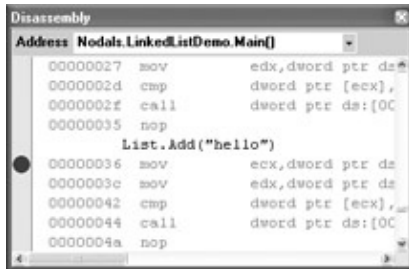 Disassembly
Address Nodals.LinkedListDemo.Main()
00000027 mov edx,dword ptr ds
0000002d cmp dword ptr [ecx],
0000002f call dword ptr ds:[0C
00000035 nop
List.Add("hello")
00000036 mov ecx,dword ptr ds
0000003c mov edx,dword ptr ds
00000042 cmp dword ptr [ecx],
00000044 call dword ptr ds:[0C
0000004a nop